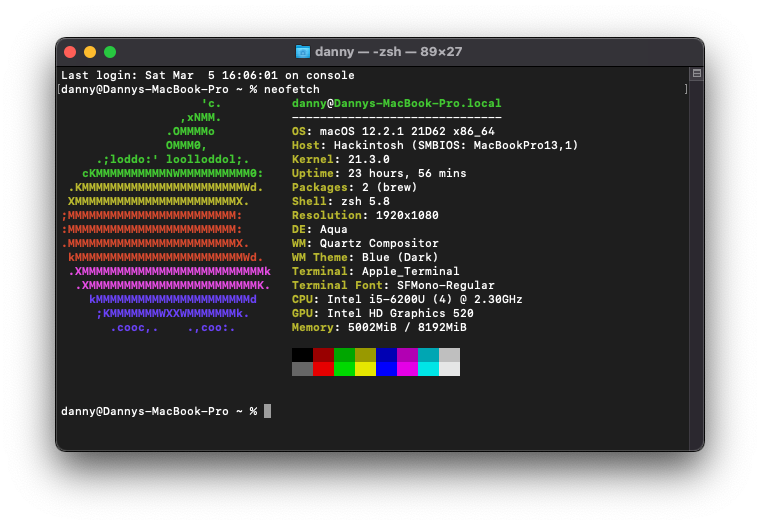 danny — -zsh — 89×27
Last login: Sat Mar  5 16:06:01 on console
[danny@Dannys-MacBook-Pro ~ % neofetch                                                    ]
                    'c.          danny@Dannys-MacBook-Pro.local
                 ,xNMM.          ------------------------------
               .OMMMMo           OS: macOS 12.2.1 21D62 x86_64
               OMMM0,            Host: Hackintosh (SMBIOS: MacBookPro13,1)
     .;loddo:' loolloddol;.      Kernel: 21.3.0
   cKMMMMMMMMMMNWMMMMMMMMMM0:    Uptime: 23 hours, 56 mins
 .KMMMMMMMMMMMMMMMMMMMMMMMWd.    Packages: 2 (brew)
 XMMMMMMMMMMMMMMMMMMMMMMMX.      Shell: zsh 5.8
;MMMMMMMMMMMMMMMMMMMMMMMM:       Resolution: 1920x1080
:MMMMMMMMMMMMMMMMMMMMMMMM:       DE: Aqua
.MMMMMMMMMMMMMMMMMMMMMMMMX.      WM: Quartz Compositor
 kMMMMMMMMMMMMMMMMMMMMMMMMWd.    WM Theme: Blue (Dark)
 .XMMMMMMMMMMMMMMMMMMMMMMMMMMk   Terminal: Apple_Terminal
  .XMMMMMMMMMMMMMMMMMMMMMMMMK.   Terminal Font: SFMono-Regular
    kMMMMMMMMMMMMMMMMMMMMMMd     CPU: Intel i5-6200U (4) @ 2.30GHz
     ;KMMMMMMMWXXWMMMMMMMk.      GPU: Intel HD Graphics 520
       .cooc,.    .,coo:.        Memory: 5002MiB / 8192MiB
danny@Dannys-MacBook-Pro ~ %